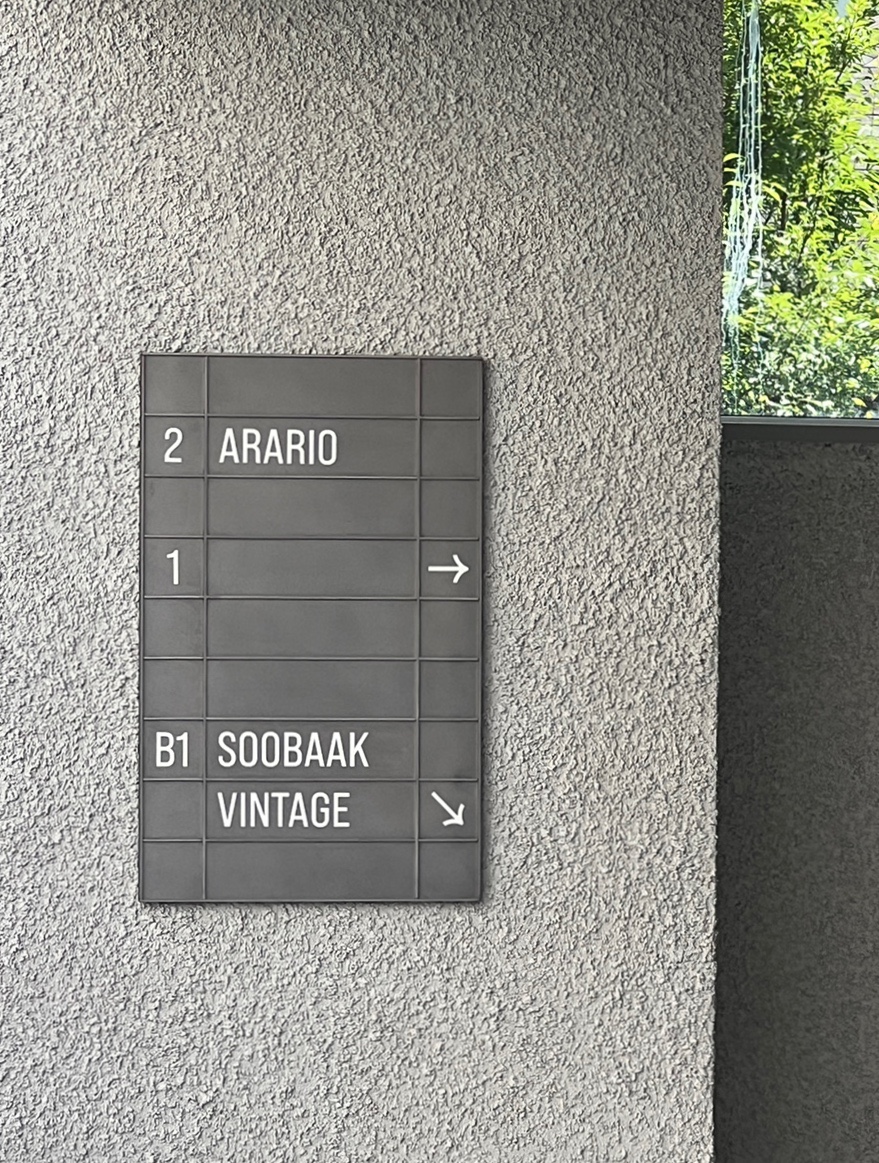 2 ARARIO
1 →
B1 SOOBAAK
VINTAGE ↘